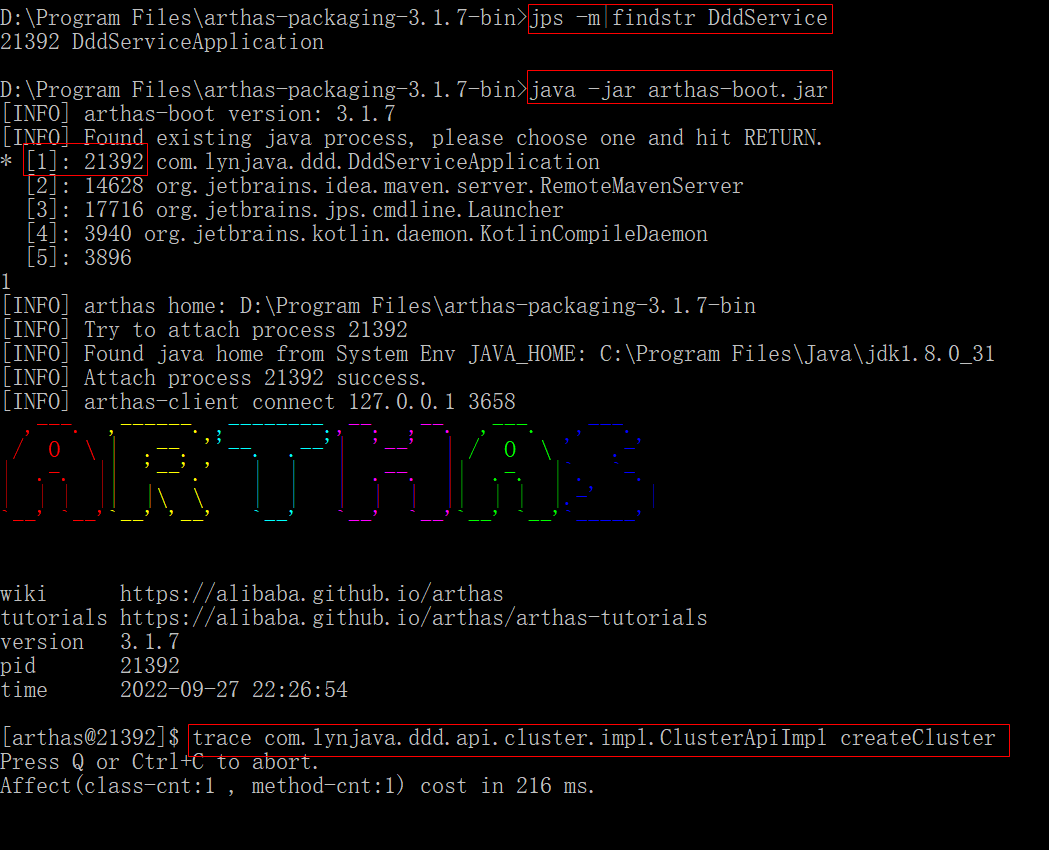 D:\Program Files\arthas-packaging-3.1.7-bin>jps -m|findstr DddService
21392 DddServiceApplication
D:\Program Files\arthas-packaging-3.1.7-bin>java -jar arthas-boot.jar
[INFO] arthas-boot version: 3.1.7
[INFO] Found existing java process, please choose one and hit RETURN.
* [1]: 21392 com.lynjava.ddd.DddServiceApplication
[2]: 14628 org.jetbrains.idea.maven.server.RemoteMavenServer
[3]: 17716 org.jetbrains.jps.cmdline.Launcher
[4]: 3940 org.jetbrains.kotlin.daemon.KotlinCompileDaemon
[5]: 3896
1
[INFO] arthas home: D:\Program Files\arthas-packaging-3.1.7-bin
[INFO] Try to attach process 21392
[INFO] Found java home from System Env JAVA_HOME: C:\Program Files\Java\jdk1.8.0_31
[INFO] Attach process 21392 success.
[INFO] arthas-client connect 127.0.0.1 3658
ARTHAS
wiki https://alibaba.github.io/arthas
tutorials https://alibaba.github.io/arthas/arthas-tutorials
version 3.1.7
pid 21392
time 2022-09-27 22:26:54
[arthas@21392]$ trace com.lynjava.ddd.api.cluster.impl.ClusterApiImpl createCluster
Press Q or Ctrl+C to abort.
Affect(class-cnt:1 , method-cnt:1) cost in 216 ms.